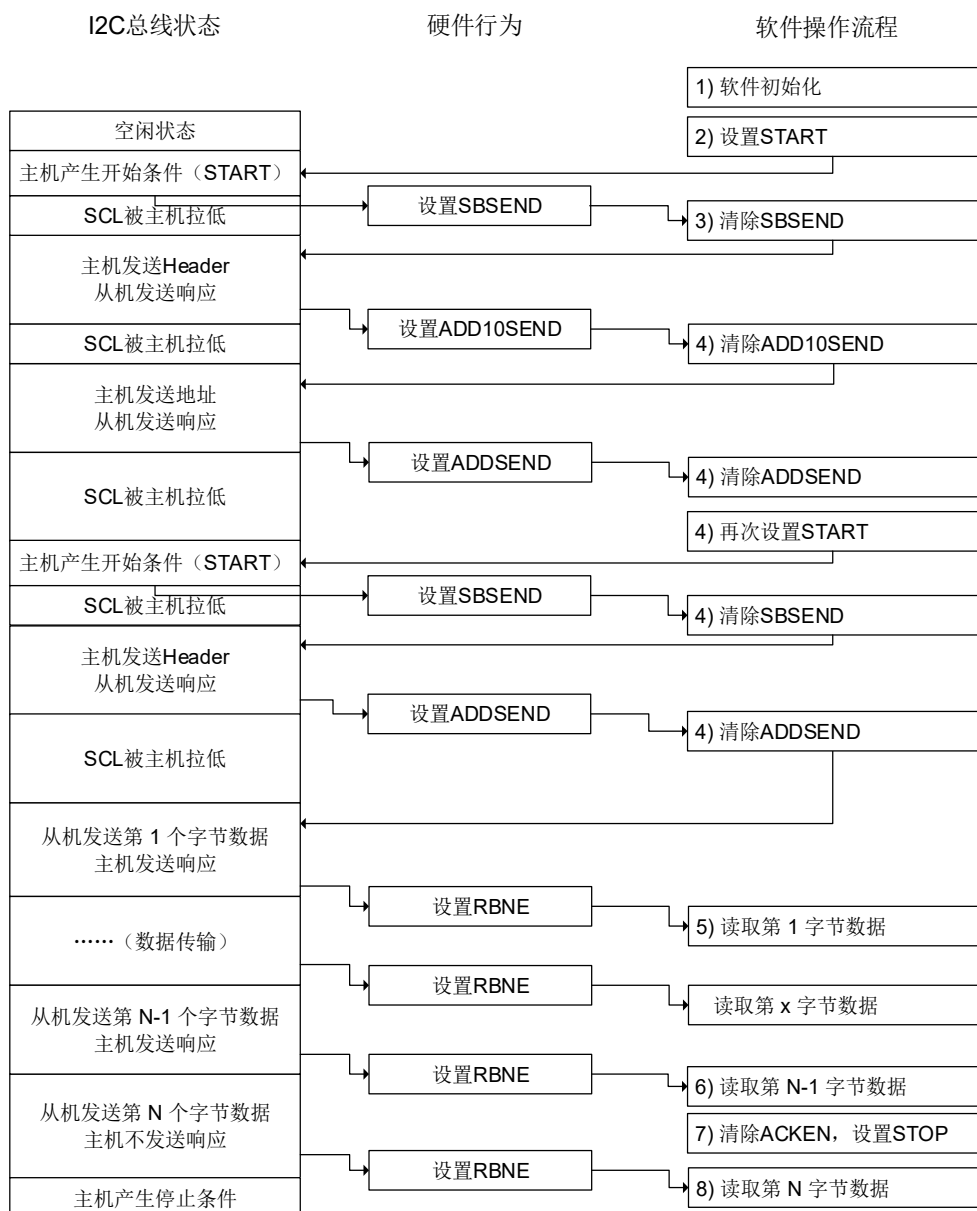 I2C总线状态
硬件行为
软件操作流程
1) 软件初始化
空闲状态
2) 设置START
主机产生开始条件（START）
设置SBSEND
SCL被主机拉低
3) 清除SBSEND
主机发送Header
从机发送响应
设置ADD10SEND
SCL被主机拉低
4) 清除ADD10SEND
主机发送地址
从机发送响应
设置ADDSEND
4) 清除ADDSEND
SCL被主机拉低
4) 再次设置START
主机产生开始条件（START）
设置SBSEND
SCL被主机拉低
4) 清除SBSEND
主机发送Header
从机发送响应
设置ADDSEND
4) 清除ADDSEND
SCL被主机拉低
从机发送第 1 个字节数据
主机发送响应
设置RBNE
5) 读取第 1 字节数据
……（数据传输）
设置RBNE
读取第 x 字节数据
从机发送第 N-1 个字节数据
主机发送响应
设置RBNE
6) 读取第 N-1 字节数据
从机发送第 N 个字节数据
主机不发送响应
7) 清除ACKEN，设置STOP
设置RBNE
8) 读取第 N 字节数据
主机产生停止条件